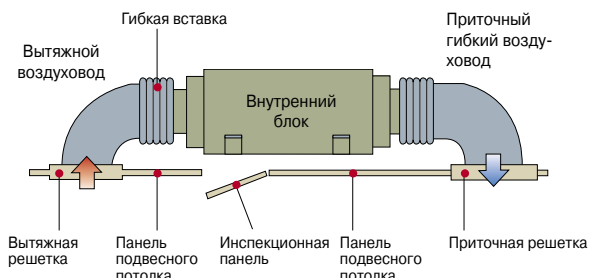 Гибкая вставка
Приточный
гибкий возду-
ховод
Вытяжной
воздуховод
Внутренний
блок
Вытяжная
решетка
Панель
подвесного
потолка
Инспекционная
панель
Панель
подвесного
потолка
Приточная решетка